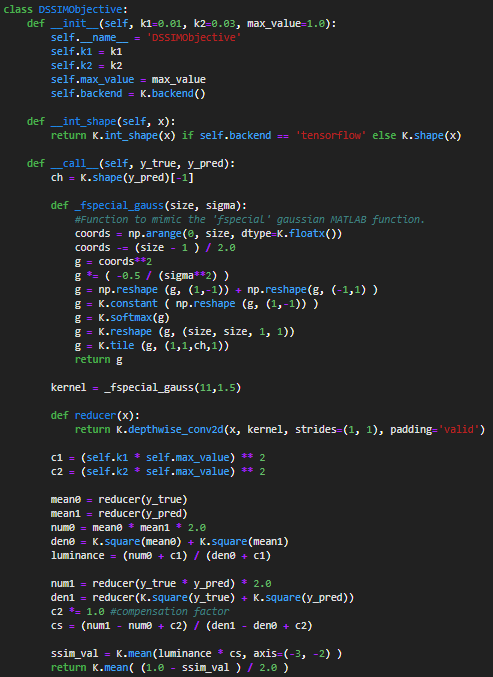 class DSSIMObjective:
    def __init__(self, k1=0.01, k2=0.03, max_value=1.0):
        self.__name__ = 'DSSIMObjective'
        self.k1 = k1
        self.k2 = k2
        self.max_value = max_value
        self.backend = K.backend()

    def __int_shape(self, x):
        return K.int_shape(x) if self.backend == 'tensorflow' else K.shape(x)

    def __call__(self, y_true, y_pred):
        ch = K.shape(y_pred)[-1]

        def _fspecial_gauss(size, sigma):
            #Function to mimic the 'fspecial' gaussian MATLAB function.
            coords = np.arange(0, size, dtype=K.floatx())
            coords -= (size - 1 ) / 2.0
            g = coords**2
            g *= ( -0.5 / (sigma**2) )
            g = np.reshape (g, (1,-1)) + np.reshape(g, (-1,1) )
            g = K.constant ( np.reshape (g, (1,-1)) )
            g = K.softmax(g)
            g = K.reshape (g, (size, size, 1, 1))
            g = K.tile (g, (1,1,ch,1))
            return g

        kernel = _fspecial_gauss(11,1.5)

        def reducer(x):
            return K.depthwise_conv2d(x, kernel, strides=(1, 1), padding='valid')

        c1 = (self.k1 * self.max_value) ** 2
        c2 = (self.k2 * self.max_value) ** 2

        mean0 = reducer(y_true)
        mean1 = reducer(y_pred)
        num0 = mean0 * mean1 * 2.0
        den0 = K.square(mean0) + K.square(mean1)
        luminance = (num0 + c1) / (den0 + c1)

        num1 = reducer(y_true * y_pred) * 2.0
        den1 = reducer(K.square(y_true) + K.square(y_pred))
        c2 *= 1.0 #compensation factor
        cs = (num1 - num0 + c2) / (den1 - den0 + c2)

        ssim_val = K.mean(luminance * cs, axis=(-3, -2) )
        return K.mean( (1.0 - ssim_val ) / 2.0 )